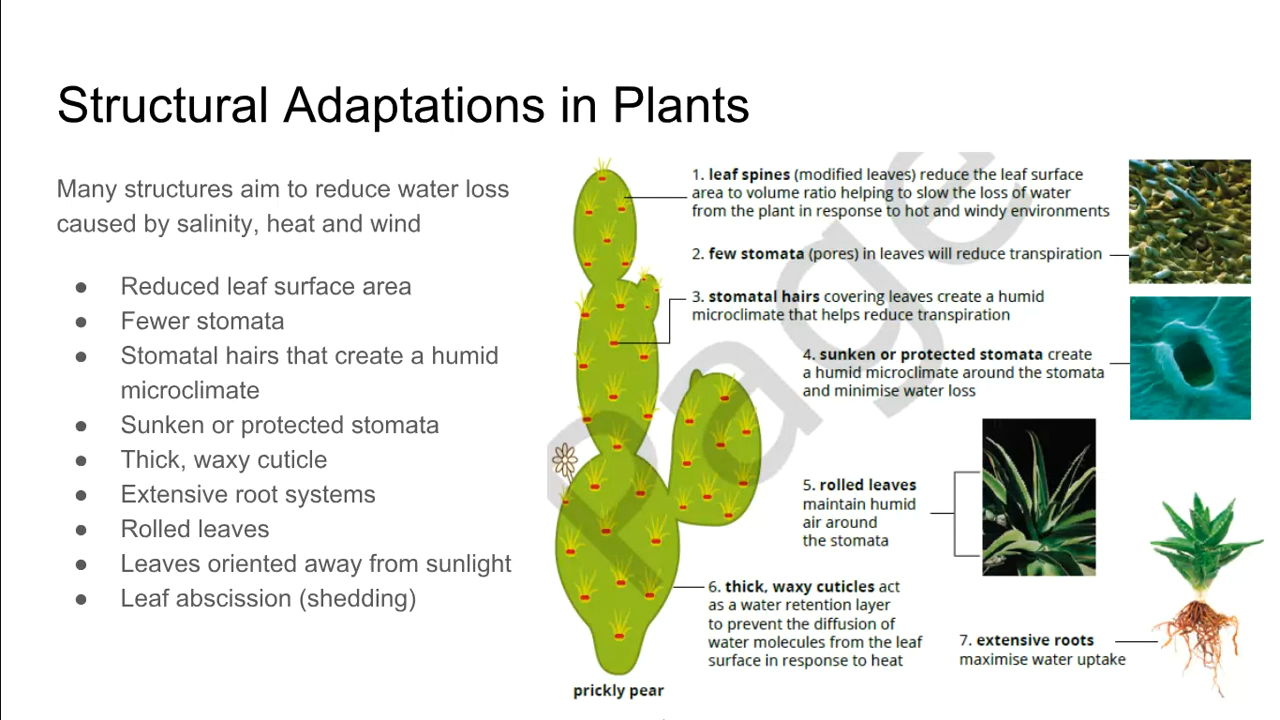 Structural Adaptations in Plants
Many structures aim to reduce water loss
caused by salinity, heat and wind
● Reduced leaf surface area
● Fewer stomata
● Stomatal hairs that create a humid
microclimate
● Sunken or protected stomata
● Thick, waxy cuticle
● Extensive root systems
● Rolled leaves
● Leaves oriented away from sunlight
● Leaf abscission (shedding)
1. leaf spines (modified leaves) reduce the leaf surface
area to volume ratio helping to slow the loss of water
from the plant in response to hot and windy environments
2. few stomata (pores) in leaves will reduce transpiration
3. stomatal hairs covering leaves create a humid
microclimate that helps reduce transpiration
4. sunken or protected stomata create
a humid microclimate around the stomata
and minimise water loss
5. rolled leaves
maintain humid
air around
the stomata
6. thick, waxy cuticles act
as a water retention layer
to prevent the diffusion of
water molecules from the leaf
surface in response to heat
7. extensive roots
maximise water uptake
prickly pear
Page